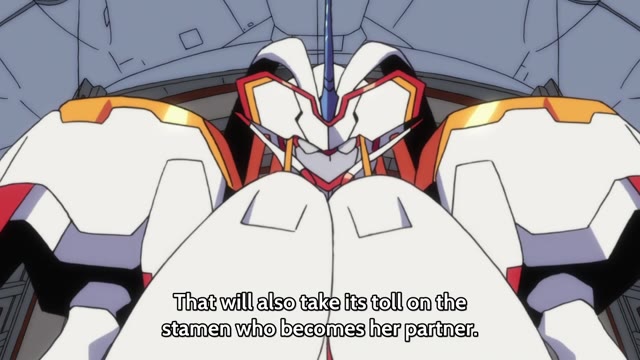 That will also take its toll on the
stamen who becomes her partner.